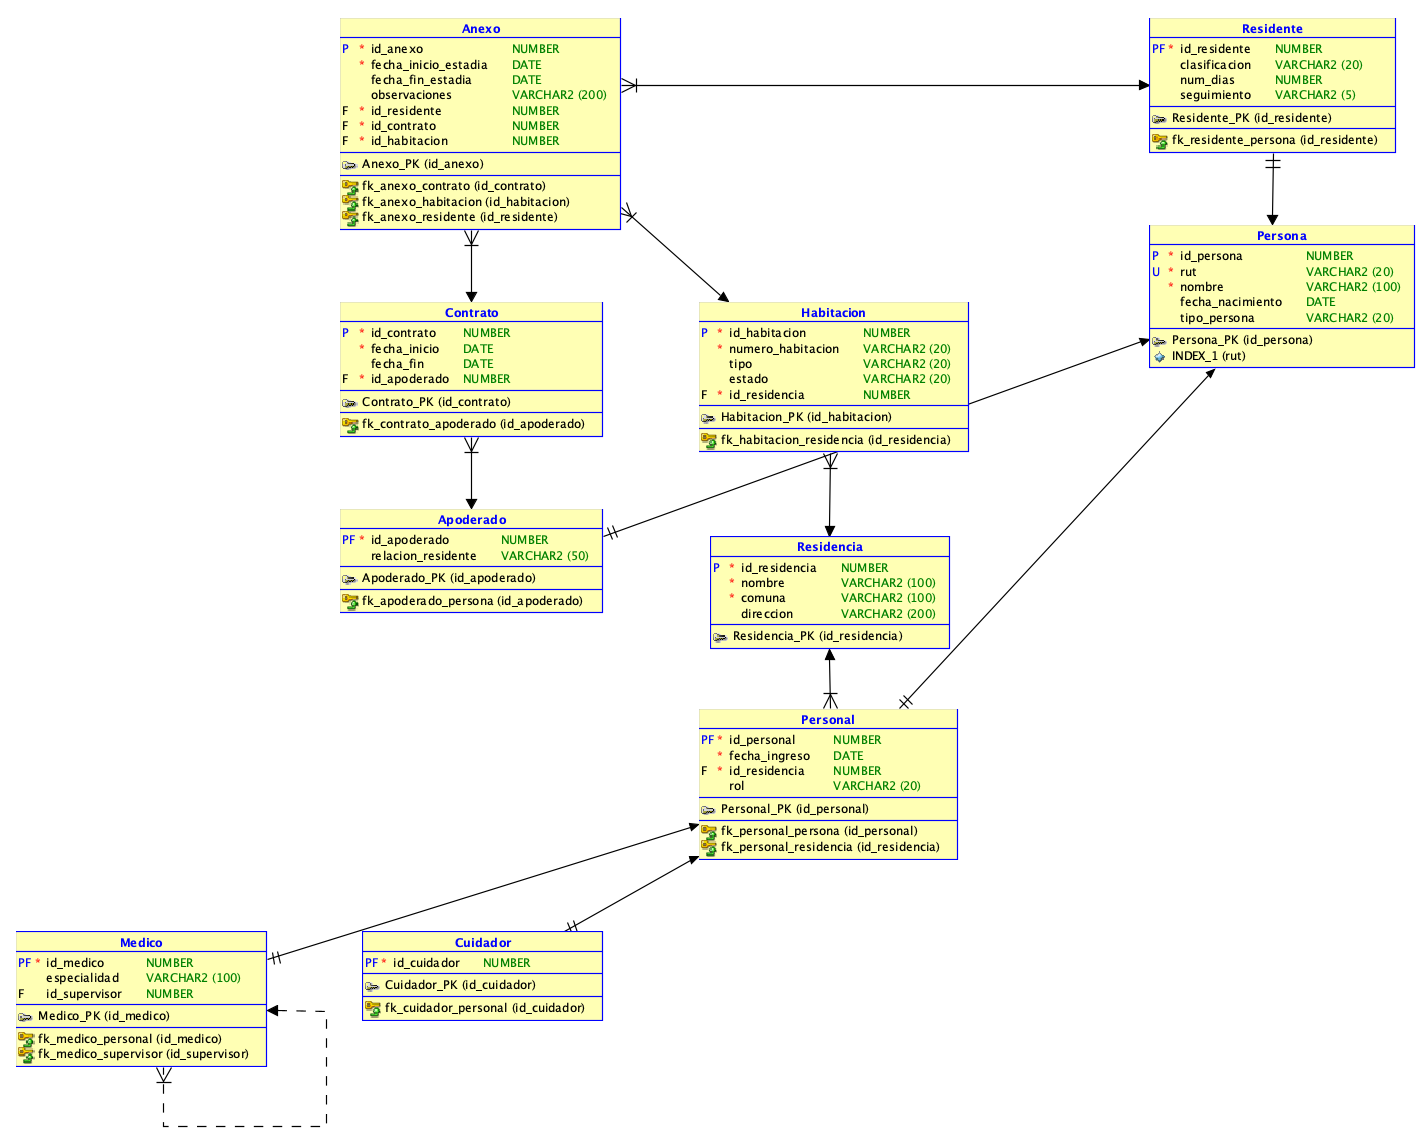 Anexo
P * id_anexo NUMBER
* fecha_inicio_estadia DATE
fecha_fin_estadia DATE
observaciones VARCHAR2 (200)
F * id_residente NUMBER
F * id_contrato NUMBER
F * id_habitacion NUMBER
Anexo_PK (id_anexo)
fk_anexo_contrato (id_contrato)
fk_anexo_habitacion (id_habitacion)
fk_anexo_residente (id_residente)
Residente
PF * id_residente NUMBER
clasificacion VARCHAR2 (20)
num_dias NUMBER
seguimiento VARCHAR2 (5)
Residente_PK (id_residente)
fk_residente_persona (id_residente)
Persona
P * id_persona NUMBER
U * rut VARCHAR2 (20)
* nombre VARCHAR2 (100)
fecha_nacimiento DATE
tipo_persona VARCHAR2 (20)
Persona_PK (id_persona)
INDEX_1 (rut)
Contrato
P * id_contrato NUMBER
* fecha_inicio DATE
fecha_fin DATE
F * id_apoderado NUMBER
Contrato_PK (id_contrato)
fk_contrato_apoderado (id_apoderado)
Habitacion
P * id_habitacion NUMBER
* numero_habitacion VARCHAR2 (20)
tipo VARCHAR2 (20)
estado VARCHAR2 (20)
F * id_residencia NUMBER
Habitacion_PK (id_habitacion)
fk_habitacion_residencia (id_residencia)
Apoderado
PF * id_apoderado NUMBER
relacion_residente VARCHAR2 (50)
Apoderado_PK (id_apoderado)
fk_apoderado_persona (id_apoderado)
Residencia
P * id_residencia NUMBER
* nombre VARCHAR2 (100)
* comuna VARCHAR2 (100)
direccion VARCHAR2 (200)
Residencia_PK (id_residencia)
Personal
PF * id_personal NUMBER
* fecha_ingreso DATE
F * id_residencia NUMBER
rol VARCHAR2 (20)
Personal_PK (id_personal)
fk_personal_persona (id_personal)
fk_personal_residencia (id_residencia)
Medico
PF * id_medico NUMBER
especialidad VARCHAR2 (100)
F id_supervisor NUMBER
Medico_PK (id_medico)
fk_medico_personal (id_medico)
fk_medico_supervisor (id_supervisor)
Cuidador
PF * id_cuidador NUMBER
Cuidador_PK (id_cuidador)
fk_cuidador_personal (id_cuidador)